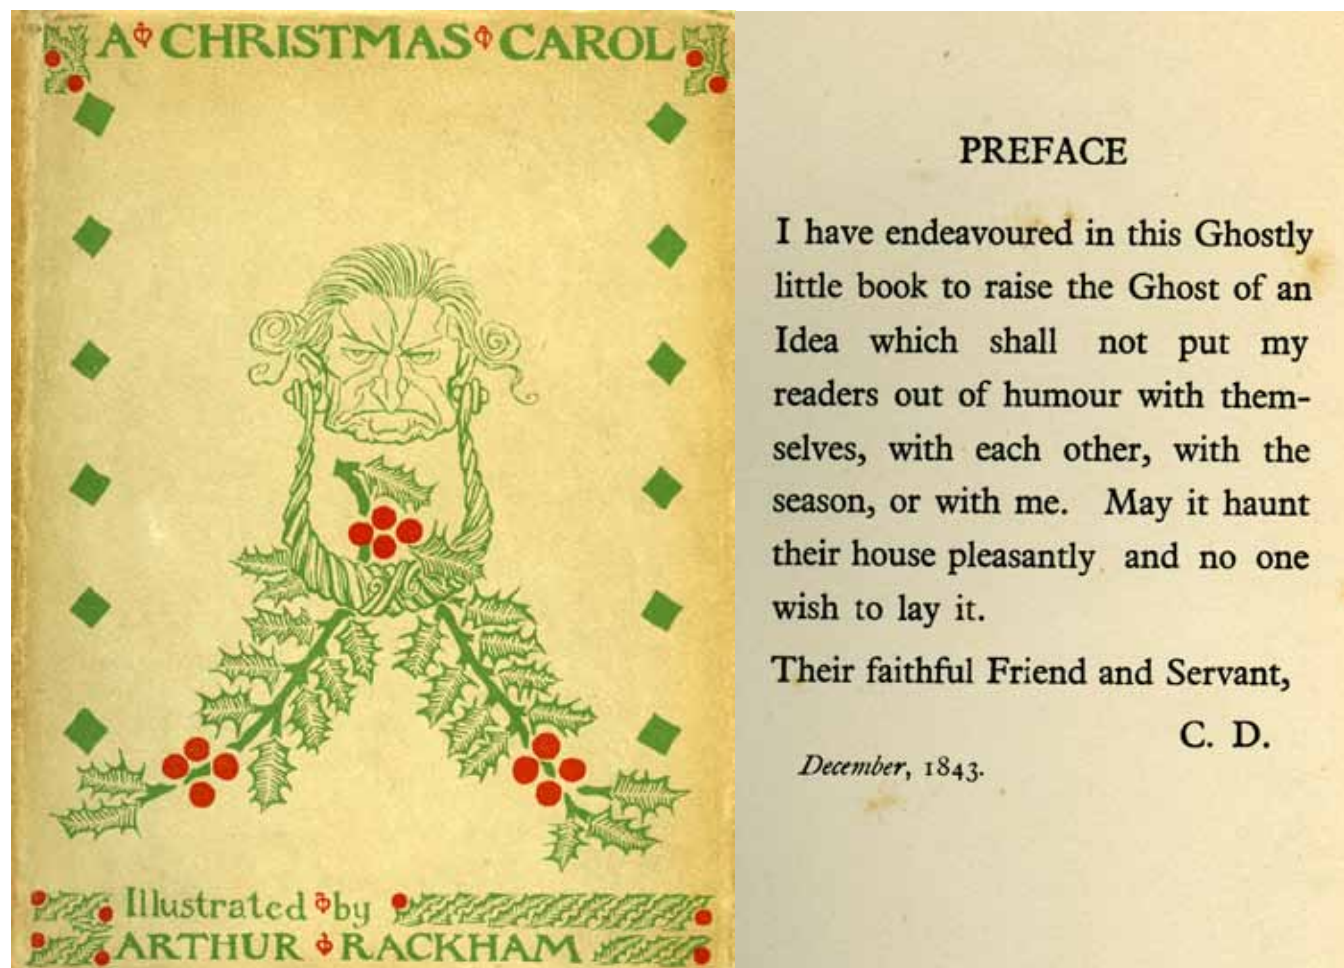 A CHRISTMAS CAROL
Illustrated by
ARTHUR RACKHAM
PREFACE
I have endeavoured in this Ghostly
little book to raise the Ghost of an
Idea which shall not put my
readers out of humour with them-
selves, with each other, with the
season, or with me. May it haunt
their house pleasantly and no one
wish to lay it.
Their faithful Friend and Servant,
C. D.
December, 1843.